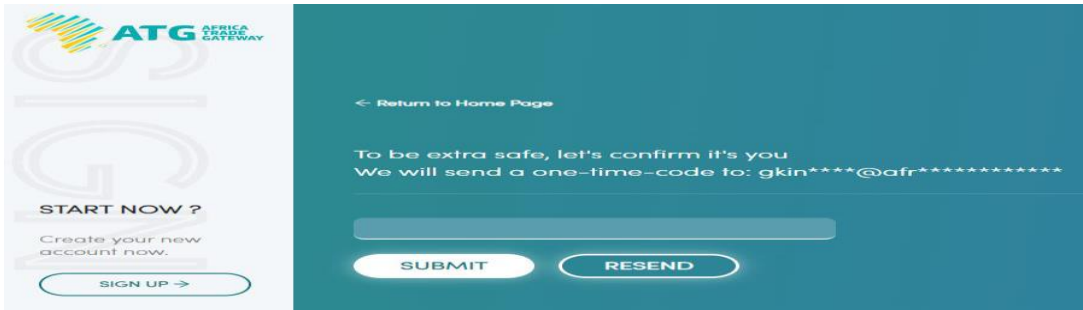 ATG AFRICA
TRADE
GATEWAY
SIGN
START NOW ?
Create your new
account now.
SIGN UP →
← Return to Home Page
To be extra safe, let's confirm it's you
We will send a one-time-code to: gkin****@afr************
SUBMIT
RESEND